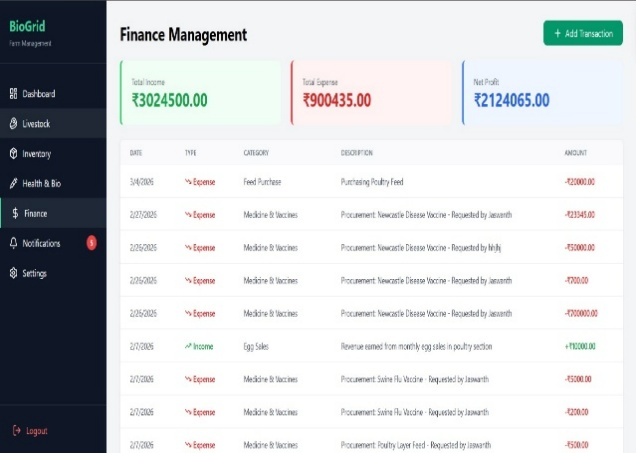 BioGrid
Farm Management
Dashboard
Livestock
Inventory
Health & Bio
Finance
Notifications 5
Settings
Logout
Finance Management
+ Add Transaction
Total Income
₹3024500.00
Total Expense
₹900435.00
Net Profit
₹2124065.00
DATE TYPE CATEGORY DESCRIPTION AMOUNT
3/4/2026 Expense Feed Purchase Purchasing Poultry Feed -₹20000.00
2/27/2026 Expense Medicine & Vaccines Procurement: Newcastle Disease Vaccine - Requested by Jaswanth -₹23545.00
2/26/2026 Expense Medicine & Vaccines Procurement: Newcastle Disease Vaccine - Requested by hhjhj -₹50000.00
2/26/2026 Expense Medicine & Vaccines Procurement: Newcastle Disease Vaccine - Requested by Jaswanth -₹700.00
2/26/2026 Expense Medicine & Vaccines Procurement: Newcastle Disease Vaccine - Requested by Jaswanth -₹700000.00
2/7/2026 Income Egg Sales Revenue earned from monthly egg sales in poultry section +₹10000.00
2/7/2026 Expense Medicine & Vaccines Procurement: Swine Flu Vaccine - Requested by Jaswanth -₹5000.00
2/7/2026 Expense Medicine & Vaccines Procurement: Swine Flu Vaccine - Requested by Jaswanth -₹200.00
2/7/2026 Expense Medicine & Vaccines Procurement: Poultry Layer Feed - Requested by Jaswanth -₹500.00